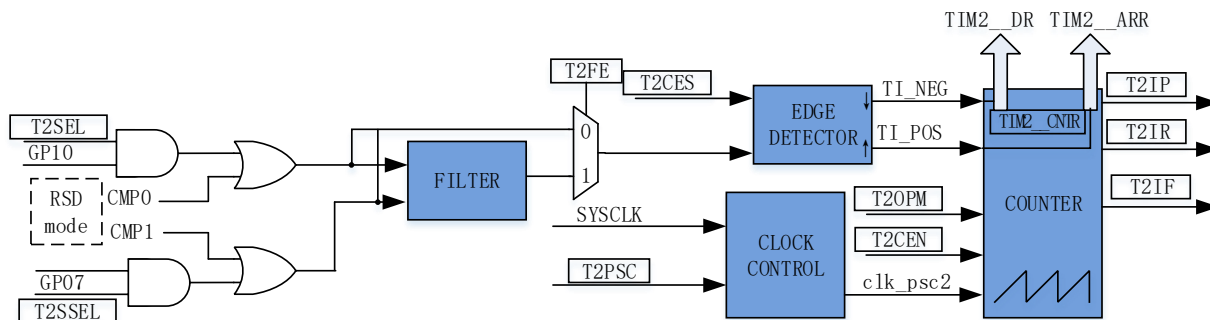 TIM2__DR
TIM2__ARR
T2SEL
GP10
RSD
mode
CMP0
CMP1
GP07
T2SSEL
FILTER
T2FE
0
1
T2CES
SYSCLK
T2PSC
EDGE
DETECTOR
↓
↑
TI_NEG
TI_POS
CLOCK
CONTROL
T2OPM
T2CEN
clk_psc2
TIM2__CNTR
COUNTER
T2IP
T2IR
T2IF